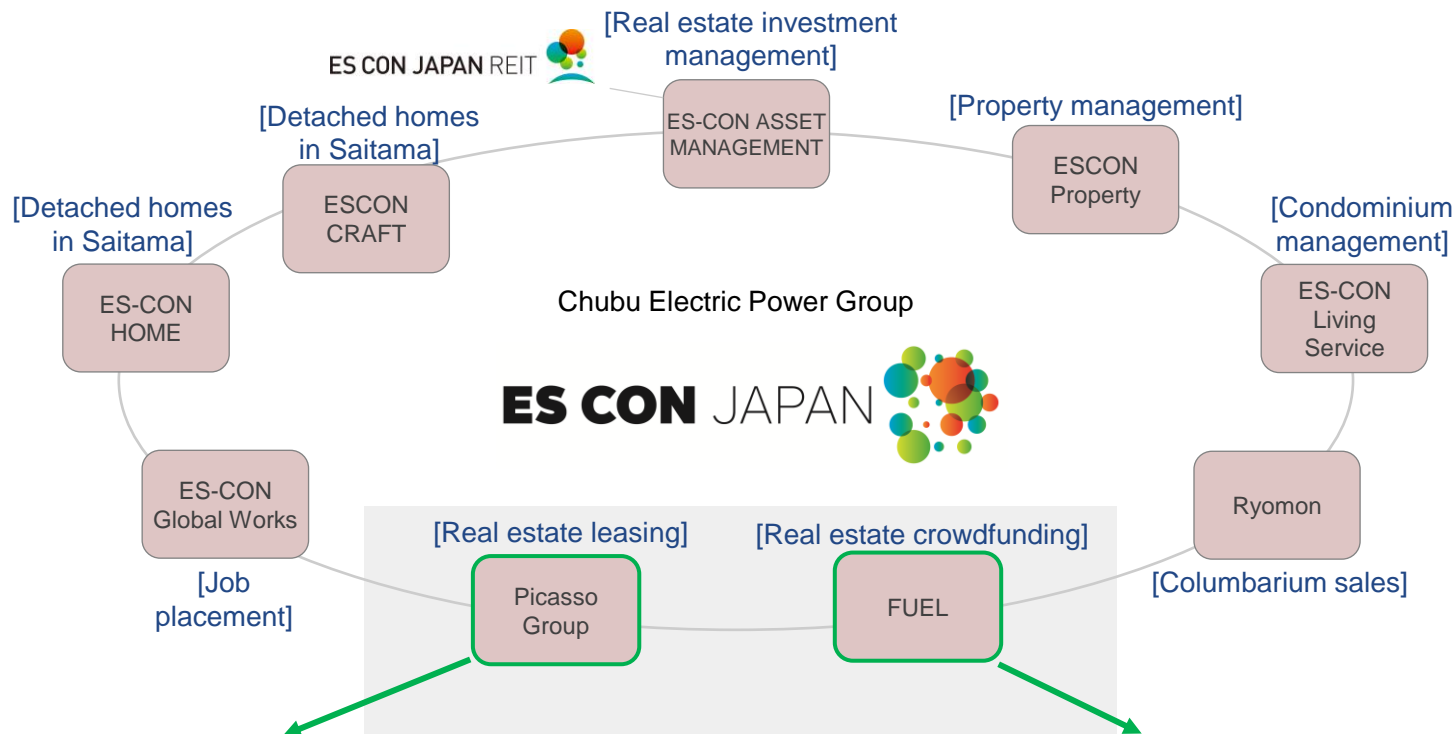 [Real estate investment
management]
ES CON JAPAN REIT
ES-CON ASSET
MANAGEMENT
[Property management]
ESCON
Property
[Detached homes
in Saitama]
ESCON
CRAFT
[Detached homes
in Saitama]
ES-CON
HOME
[Condominium
management]
ES-CON
Living
Service
Chubu Electric Power Group
ES CON JAPAN
ES-CON
Global Works
[Job
placement]
[Real estate leasing]
Picasso
Group
[Real estate crowdfunding]
FUEL
Ryomon
[Columbarium sales]